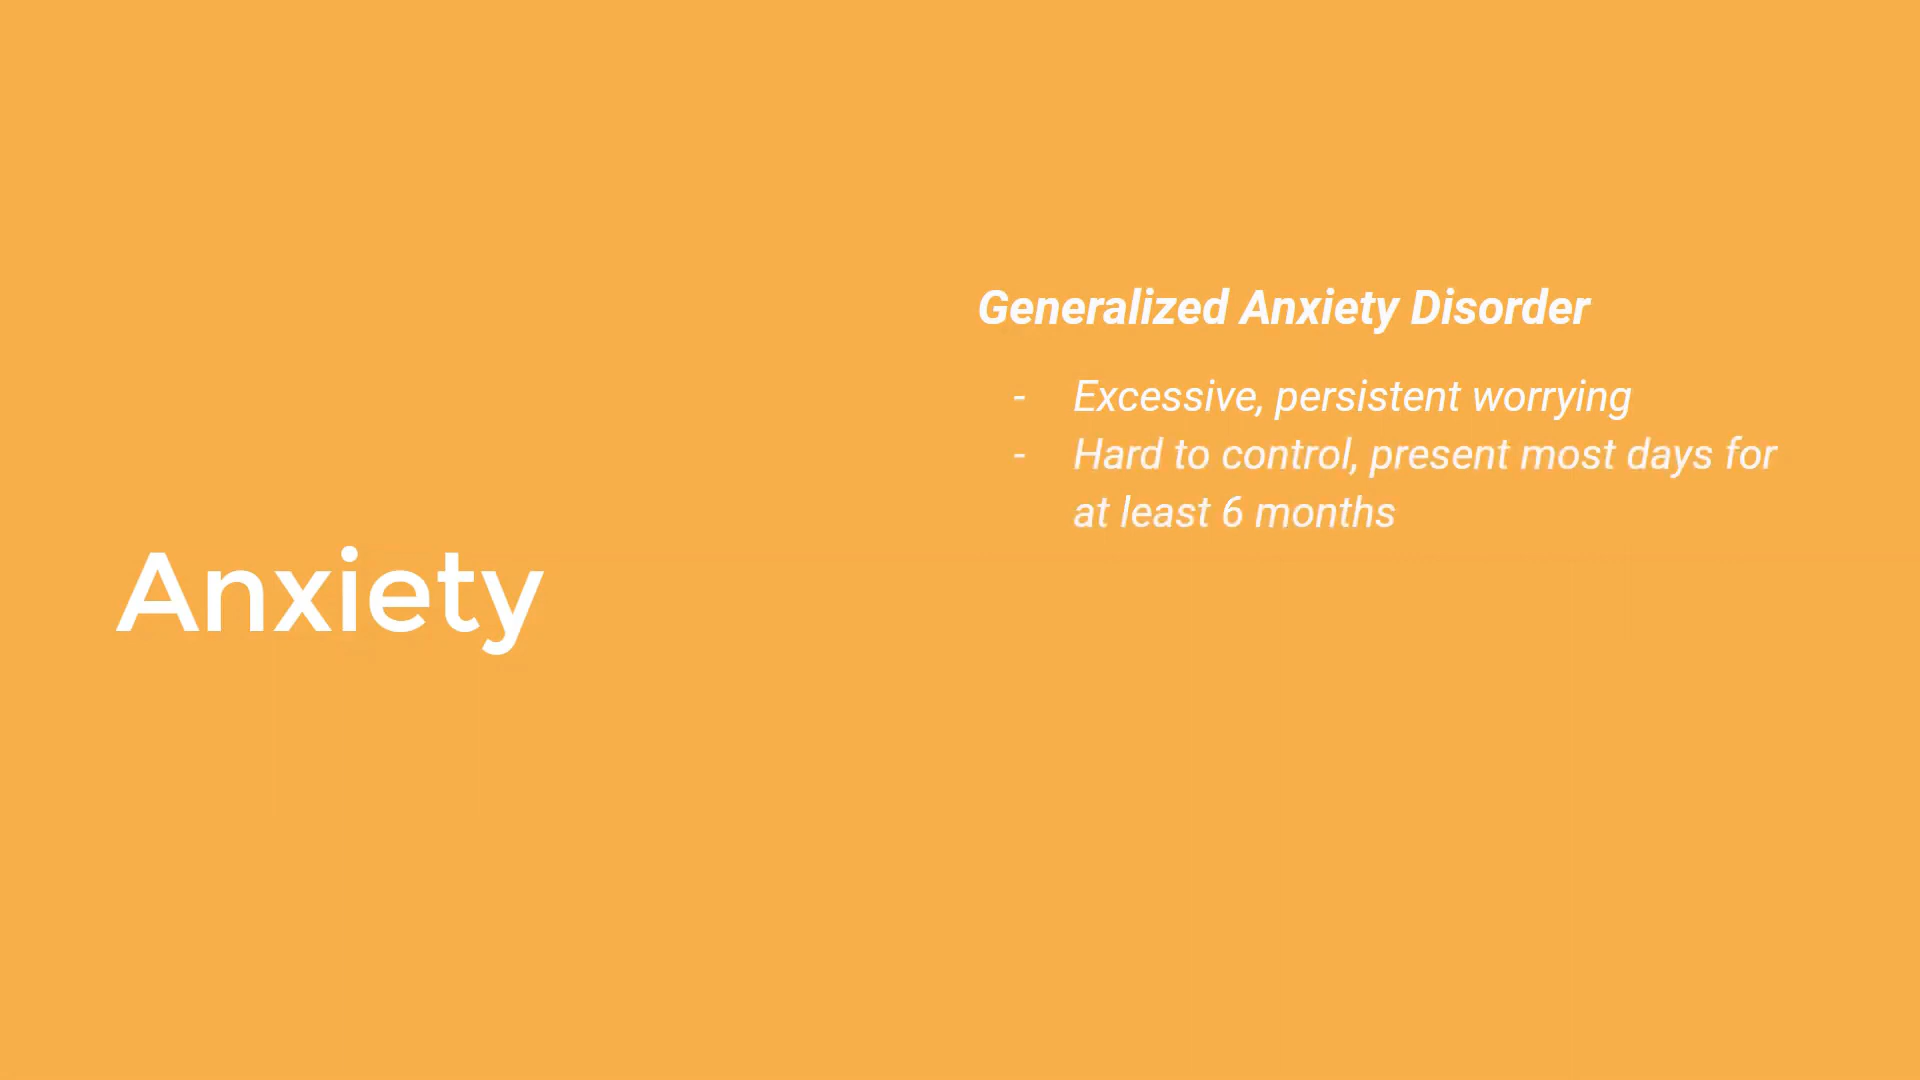 Anxiety
Generalized Anxiety Disorder
- Excessive, persistent worrying
- Hard to control, present most days for
at least 6 months